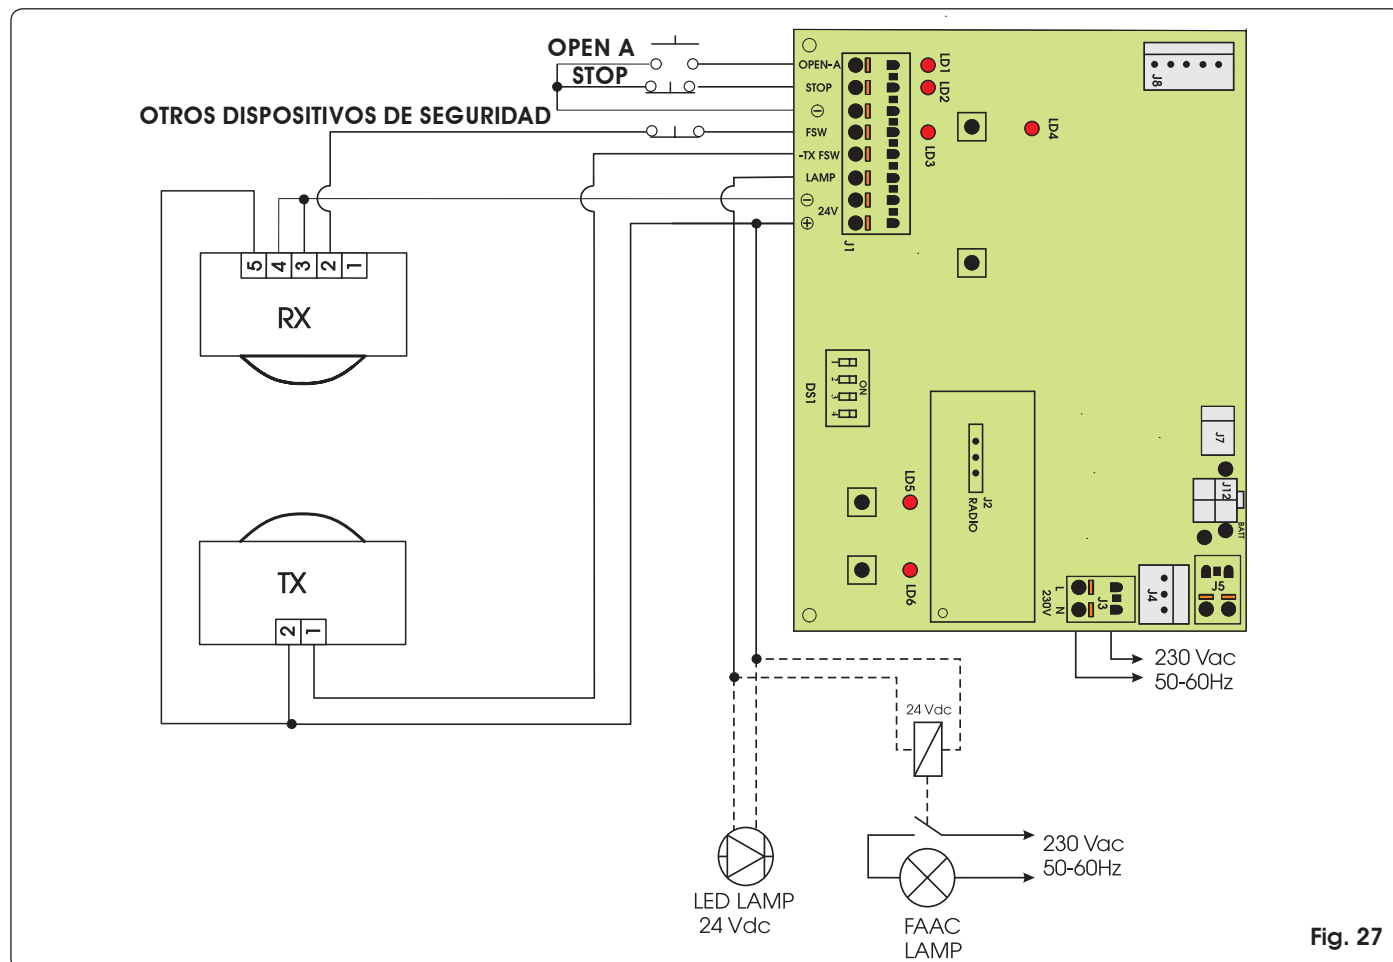 OPEN A
STOP
OTROS DISPOSITIVOS DE SEGURIDAD
OPEN-A
STOP
FSW
-TX FSW
LAMP
24V
J1
LD1
LD2
LD3
LD4
J8
5 4 3 2 1
RX
TX
2 1
DS1
1
2
3
4
ON
LD5
LD6
J2
RADIO
J7
J12
BATT
L
N
230V
J3
J4
J5
230 Vac
50-60Hz
24 Vdc
LED LAMP
24 Vdc
FAAC
LAMP
230 Vac
50-60Hz
Fig. 27